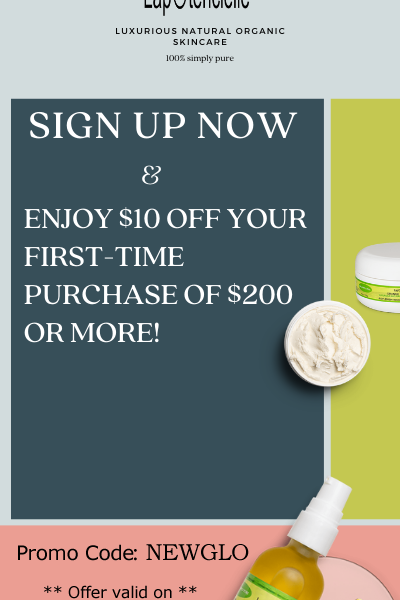 LUXURIOUS NATURAL ORGANIC
SKINCARE
100% simply pure
SIGN UP NOW
&
ENJOY $10 OFF YOUR
FIRST-TIME
PURCHASE OF $200
OR MORE!
Promo Code: NEWGLO
** Offer valid on **